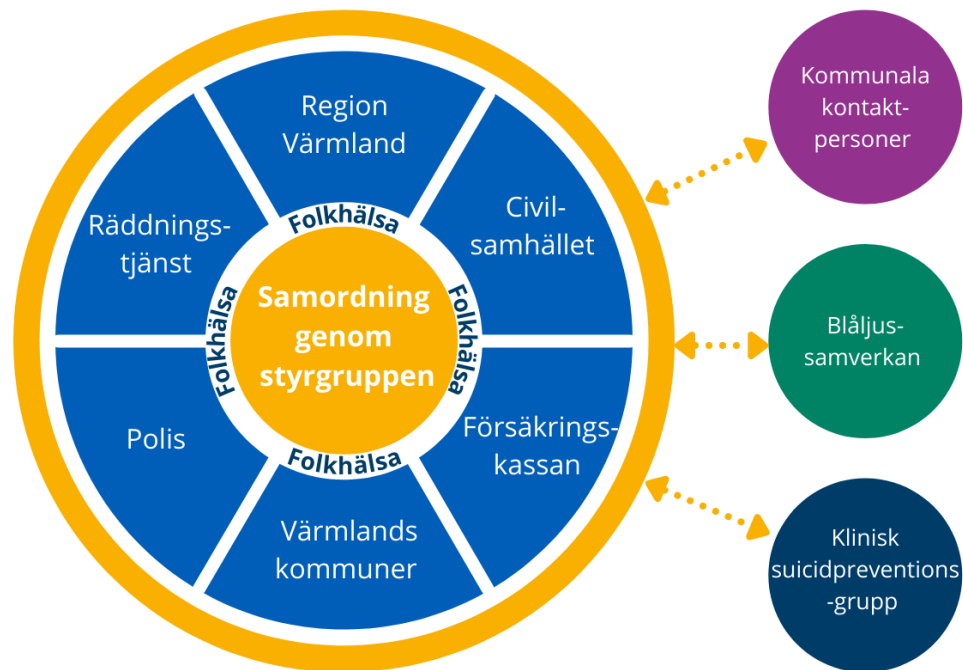 Region
Värmland
Civil-
samhället
Försäkrings-
kassan
Värmlands
kommuner
Polis
Räddnings-
tjänst
Folkhälsa
Folkhälsa
Folkhälsa
Folkhälsa
Samordning
genom
styrgruppen
Kommunala
kontakt-
personer
Blåljus-
samverkan
Klinisk
suicidpreventions
-grupp